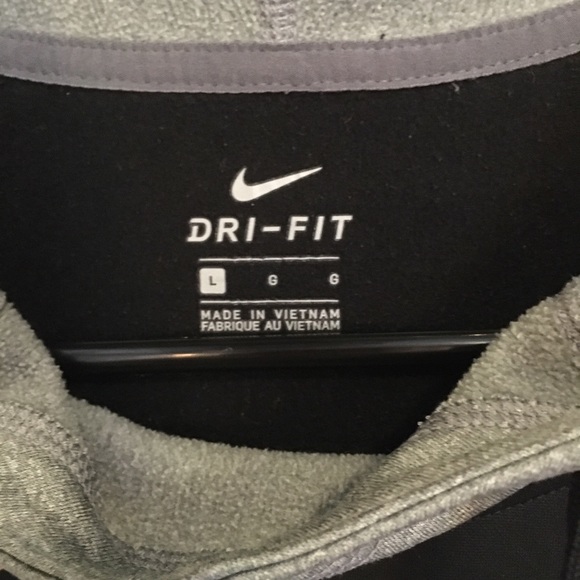 DRI-FIT
L G G
MADE IN VIETNAM
FABRIQUE AU VIETNAM